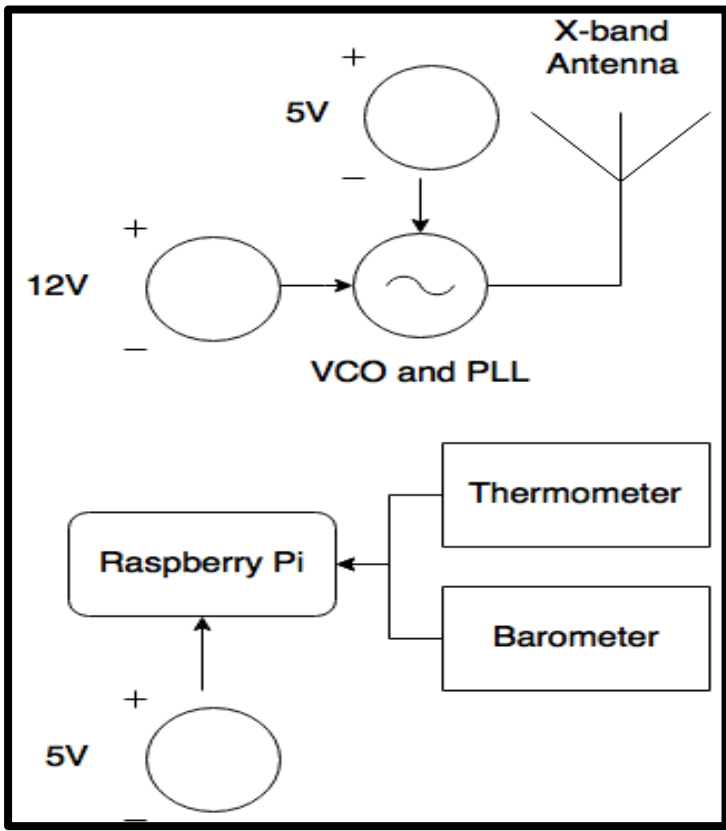 X-band
Antenna
+
5V
−
+
12V
−
VCO and PLL
Thermometer
Raspberry Pi
Barometer
+
5V
−